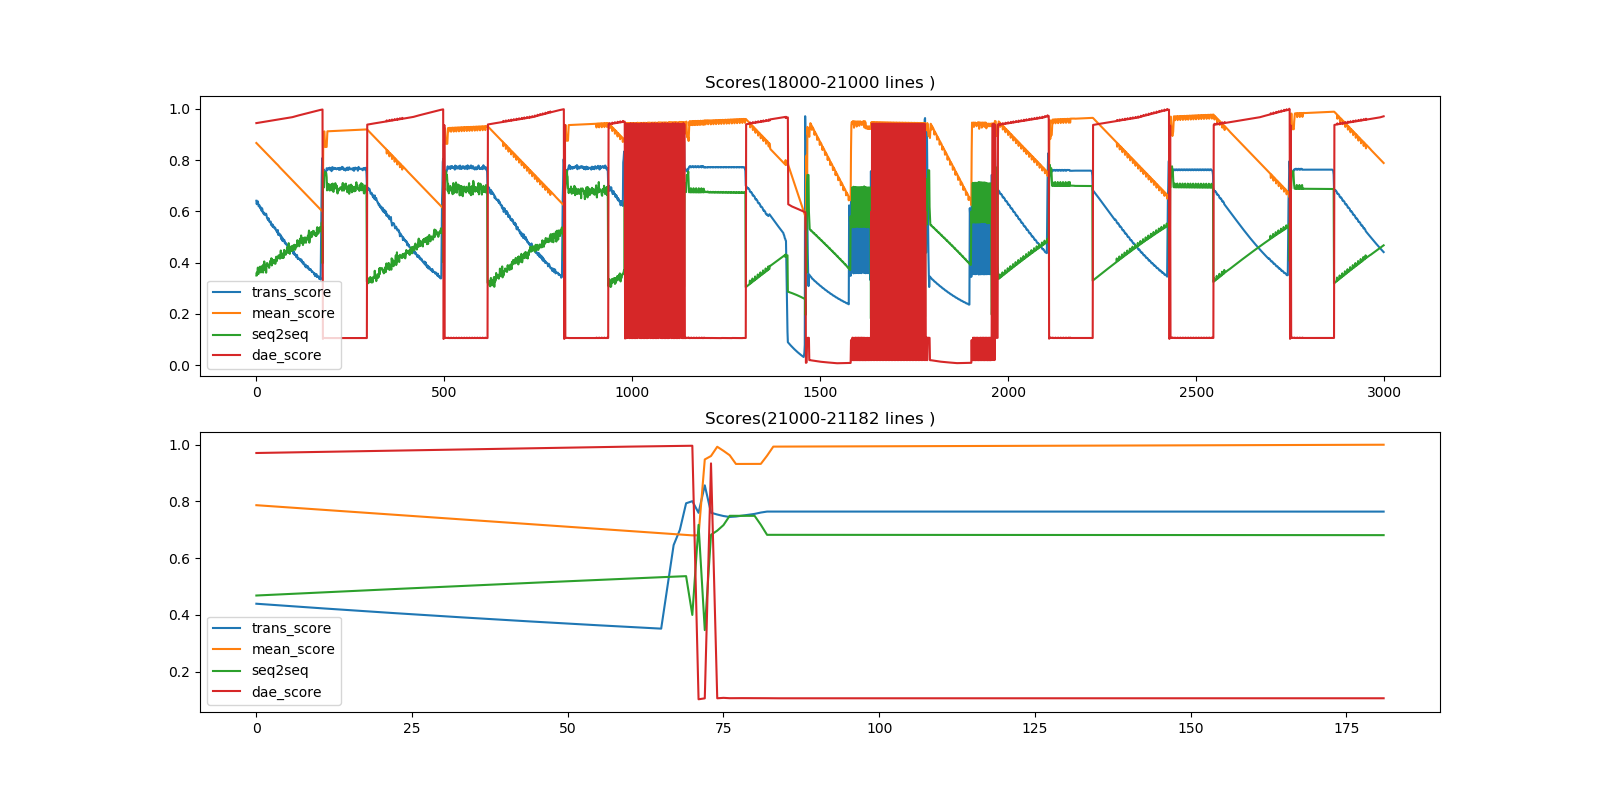 Scores(18000-21000 lines )
1.0
0.8
0.6
0.4
0.2
0.0
trans_score
mean_score
seq2seq
dae_score
0 500 1000 1500 2000 2500 3000
Scores(21000-21182 lines )
1.0
0.8
0.6
0.4
0.2
trans_score
mean_score
seq2seq
dae_score
0 25 50 75 100 125 150 175